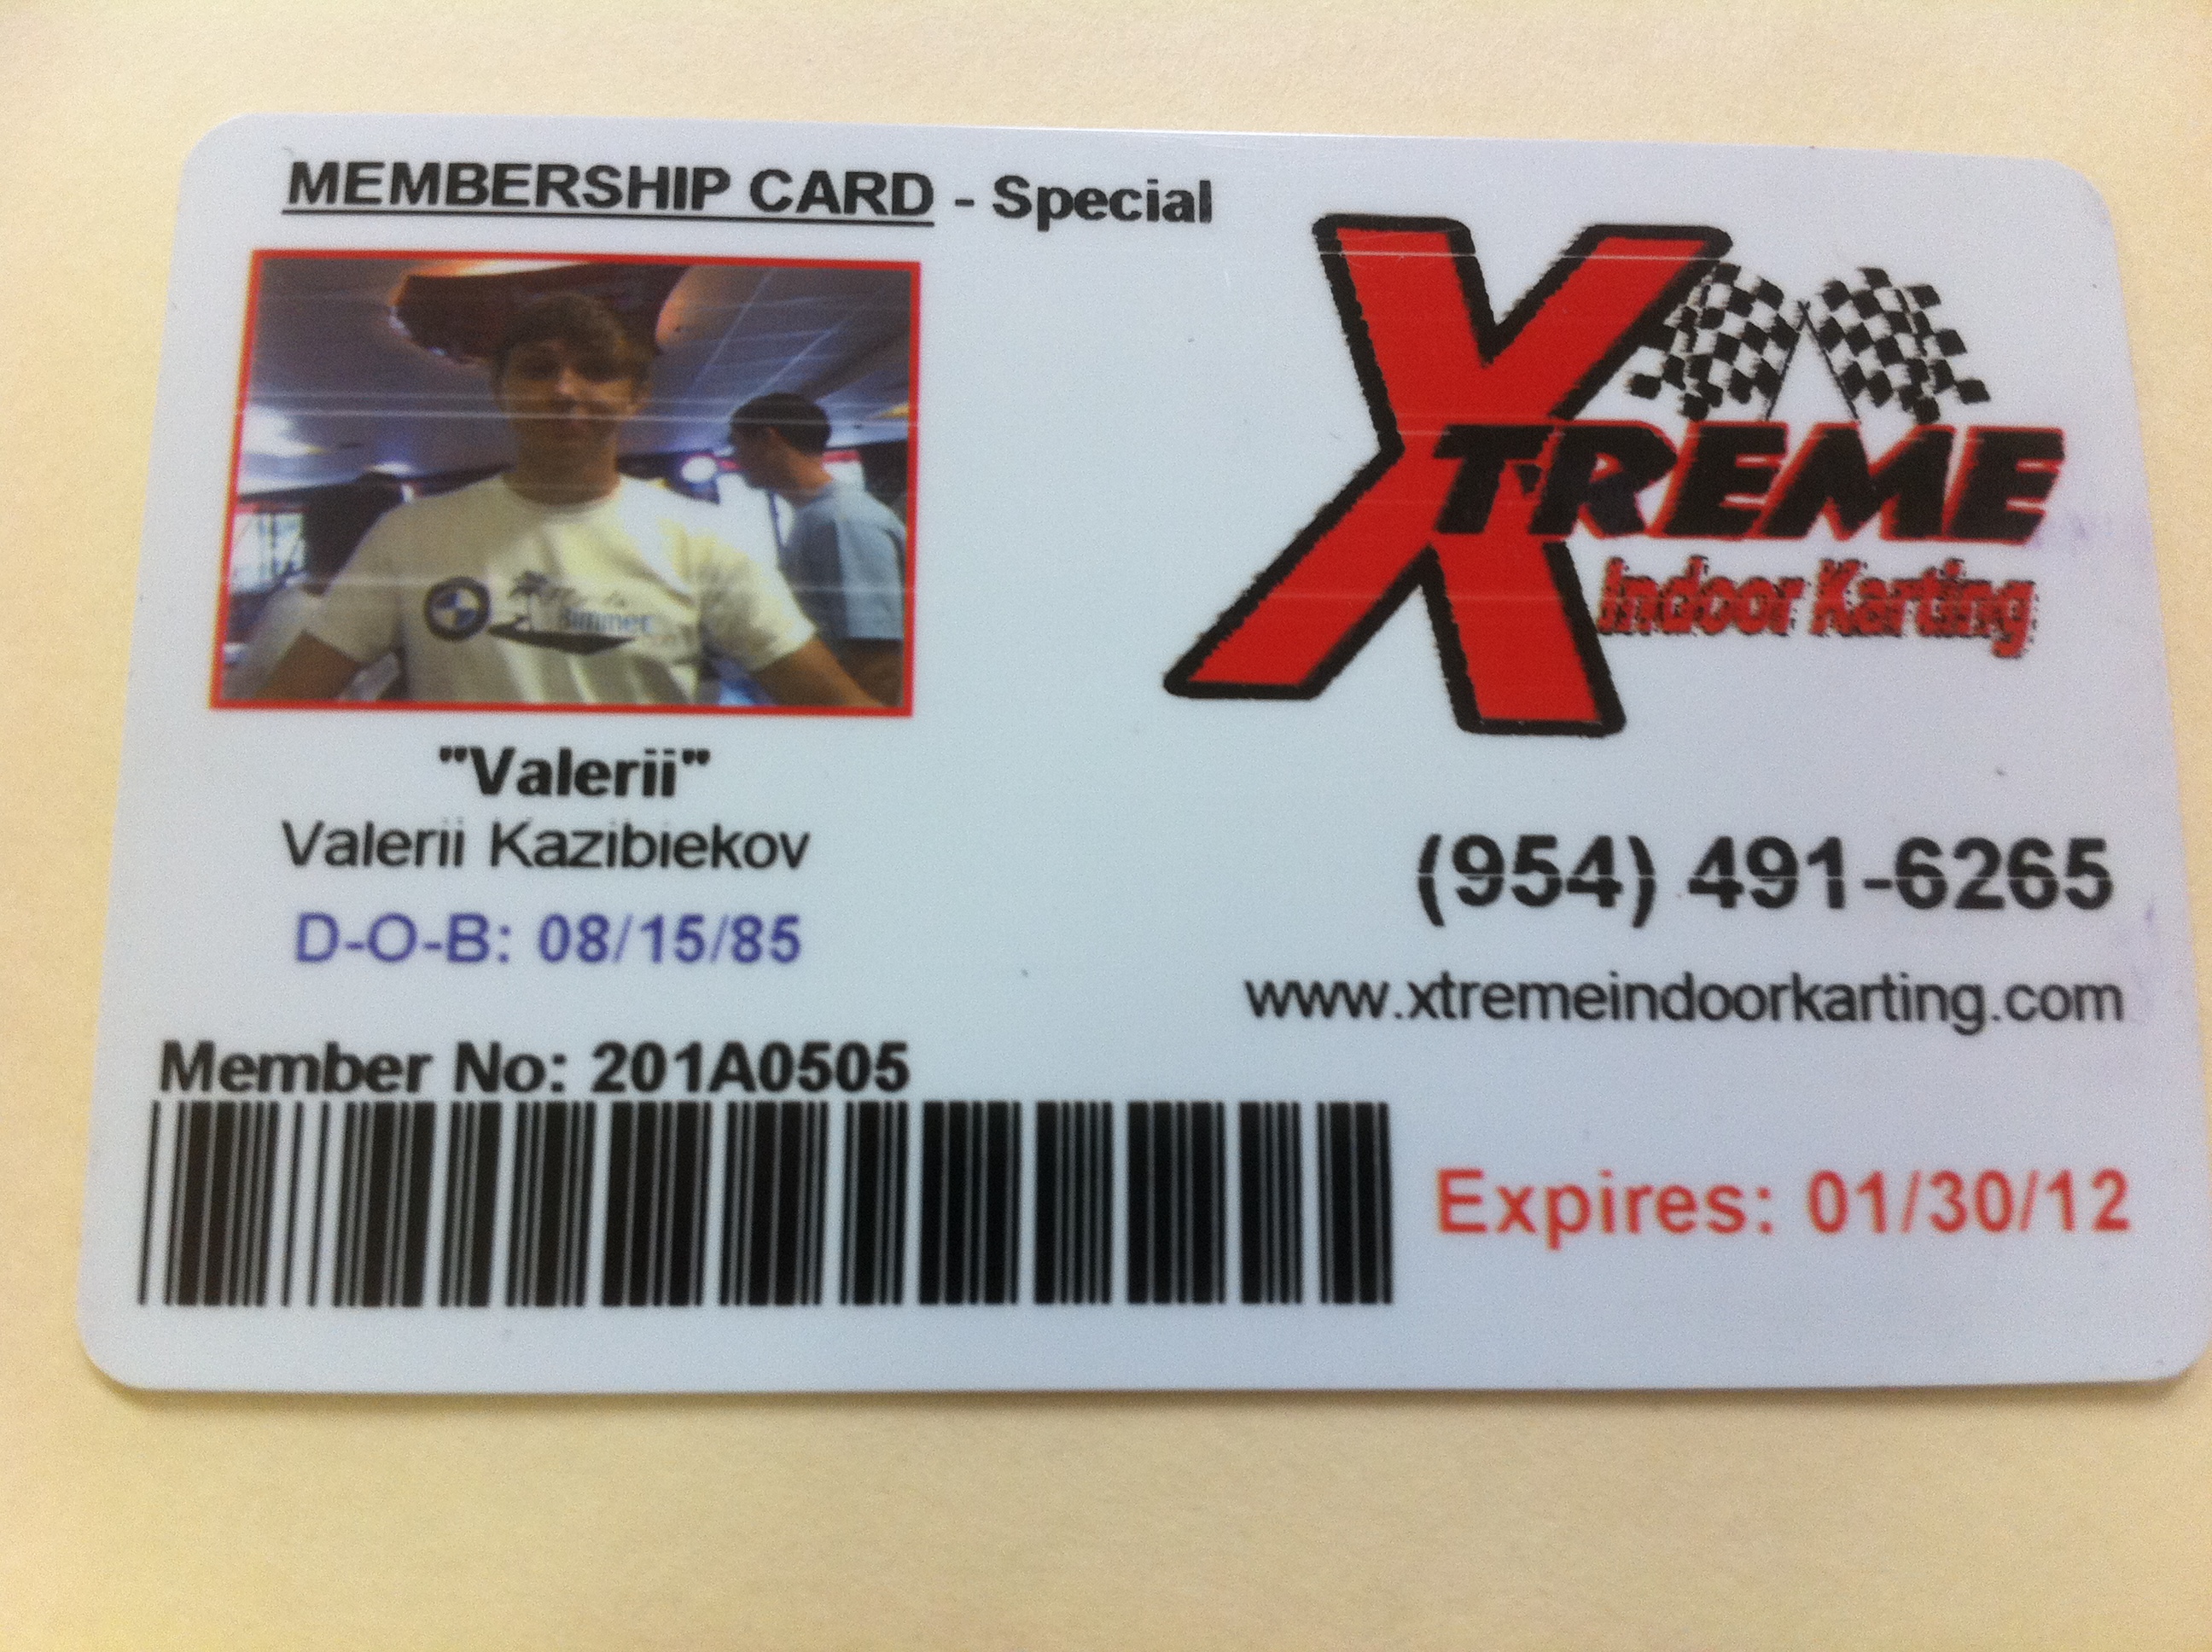 MEMBERSHIP CARD - Special
XTREME
Indoor Karting
Bimmer
"Valerii"
Valerii Kazibiekov
D-O-B: 08/15/85
(954) 491-6265
www.xtremeindoorkarting.com
Member No: 201A0505
Expires: 01/30/12